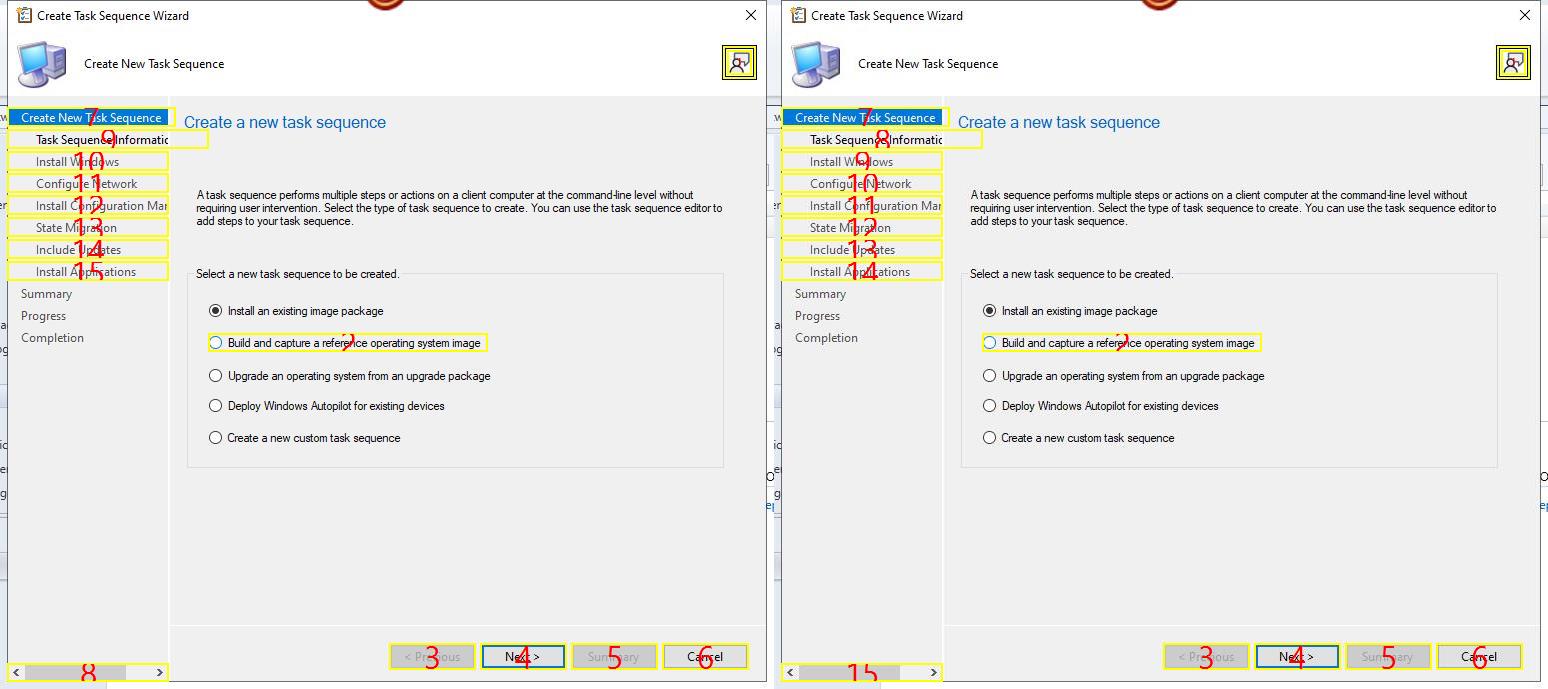 Create Task Sequence Wizard
Create New Task Sequence
1
7
Create New Task Sequence
9
Task Sequence Informatic
10
Install Windows
11
Configure Network
12
Install Configuration Mar
13
State Migration
14
Include Updates
15
Install Applications
Summary
Progress
Completion
8
Create a new task sequence
A task sequence performs multiple steps or actions on a client computer at the command-line level without
requiring user intervention. Select the type of task sequence to create. You can use the task sequence editor to
add steps to your task sequence.
Select a new task sequence to be created.
Install an existing image package
2
Build and capture a reference operating system image
Upgrade an operating system from an upgrade package
Deploy Windows Autopilot for existing devices
Create a new custom task sequence
3
< Previous
4
Next >
5
Summary
6
Cancel
Create Task Sequence Wizard
Create New Task Sequence
1
7
Create New Task Sequence
8
Task Sequence Informatic
9
Install Windows
10
Configure Network
11
Install Configuration Mar
12
State Migration
13
Include Updates
14
Install Applications
Summary
Progress
Completion
15
Create a new task sequence
A task sequence performs multiple steps or actions on a client computer at the command-line level without
requiring user intervention. Select the type of task sequence to create. You can use the task sequence editor to
add steps to your task sequence.
Select a new task sequence to be created.
Install an existing image package
2
Build and capture a reference operating system image
Upgrade an operating system from an upgrade package
Deploy Windows Autopilot for existing devices
Create a new custom task sequence
3
< Previous
4
Next >
5
Summary
6
Cancel